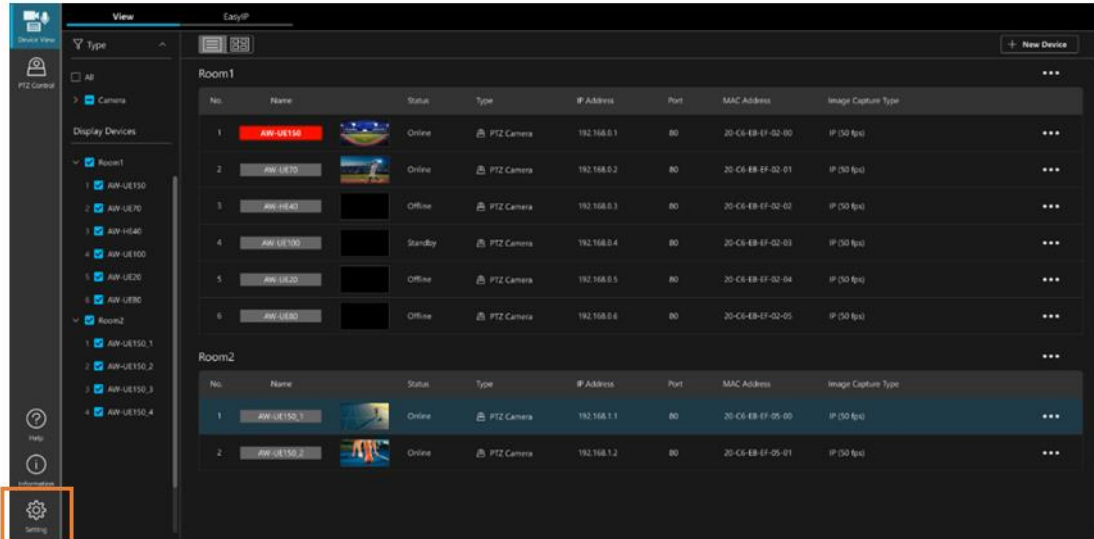 View EasyIP
Device View
PTZ Control
Type
All
Camera
Display Devices
Room1
1 AW-UE150
2 AW-UE70
3 AW-HE40
4 AW-UE100
5 AW-UE20
6 AW-UE80
Room2
1 AW-UE150_1
2 AW-UE150_2
3 AW-UE150_3
4 AW-UE150_4
Help
Information
Setting
+ New Device
Room1
No. Name Status Type IP Address Port MAC Address Image Capture Type
1 AW-UE150 Online PTZ Camera 192.168.0.1 80 20-C6-EB-EF-02-00 IP (50 fps)
2 AW-UE70 Online PTZ Camera 192.168.0.2 80 20-C6-EB-EF-02-01 IP (50 fps)
3 AW-HE40 Offline PTZ Camera 192.168.0.3 80 20-C6-EB-EF-02-02 IP (50 fps)
4 AW-UE100 Standby PTZ Camera 192.168.0.4 80 20-C6-EB-EF-02-03 IP (50 fps)
5 AW-UE20 Offline PTZ Camera 192.168.0.5 80 20-C6-EB-EF-02-04 IP (50 fps)
6 AW-UE80 Offline PTZ Camera 192.168.0.6 80 20-C6-EB-EF-02-05 IP (50 fps)
Room2
No. Name Status Type IP Address Port MAC Address Image Capture Type
1 AW-UE150_1 Online PTZ Camera 192.168.1.1 80 20-C6-EB-EF-05-00 IP (50 fps)
2 AW-UE150_2 Online PTZ Camera 192.168.1.2 80 20-C6-EB-EF-05-01 IP (50 fps)